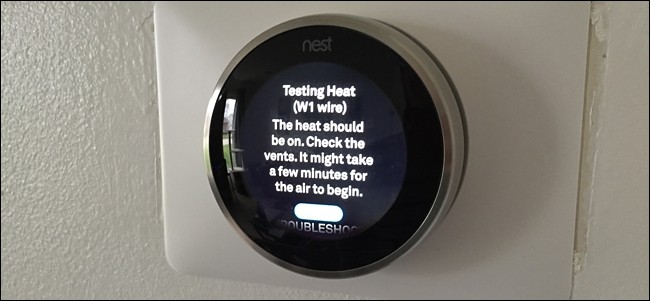 nest
Testing Heat
(W1 wire)
The heat should
be on. Check the
vents. It might take
a few minutes for
the air to begin.